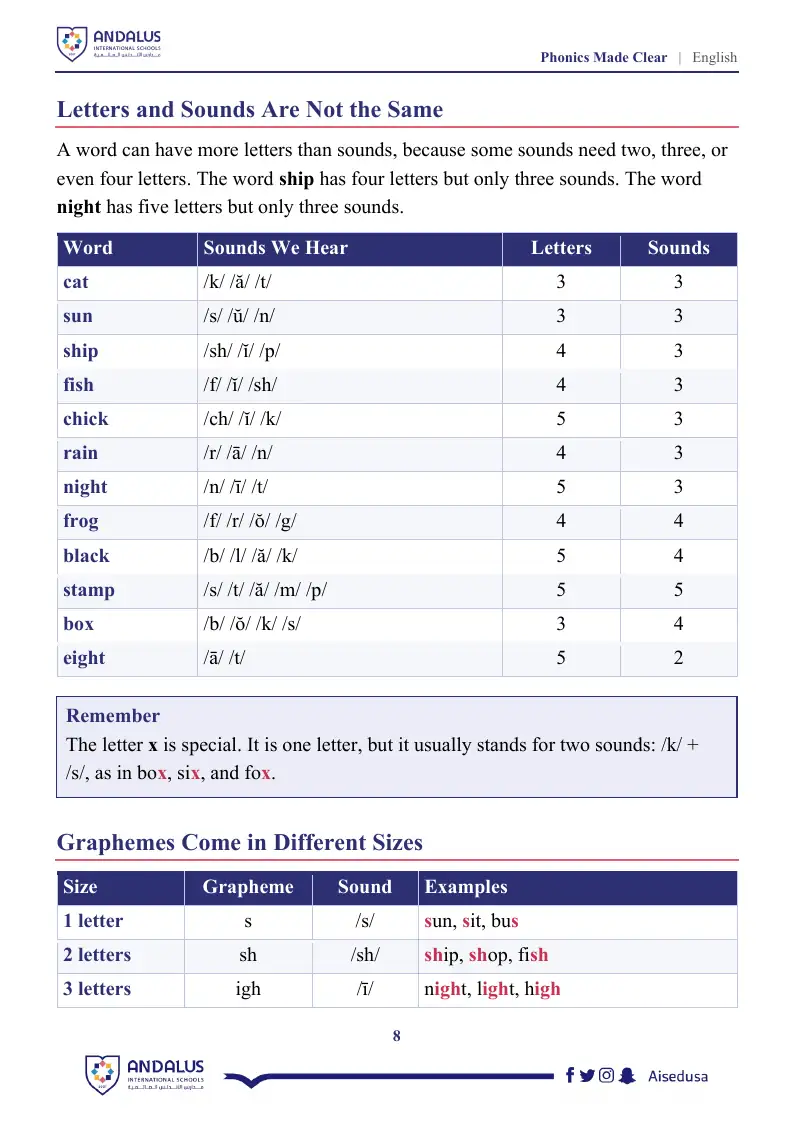 ANDALUS
INTERNATIONAL SCHOOLS
مدارس الأندلس العالمية
Phonics Made Clear | English
Letters and Sounds Are Not the Same
A word can have more letters than sounds, because some sounds need two, three, or
even four letters. The word ship has four letters but only three sounds. The word
night has five letters but only three sounds.
Word Sounds We Hear Letters Sounds
cat /k/ /ă/ /t/ 3 3
sun /s/ /ŭ/ /n/ 3 3
ship /sh/ /ĭ/ /p/ 4 3
fish /f/ /ĭ/ /sh/ 4 3
chick /ch/ /ĭ/ /k/ 5 3
rain /r/ /ā/ /n/ 4 3
night /n/ /ī/ /t/ 5 3
frog /f/ /r/ /ŏ/ /g/ 4 4
black /b/ /l/ /ă/ /k/ 5 4
stamp /s/ /t/ /ă/ /m/ /p/ 5 5
box /b/ /ŏ/ /k/ /s/ 3 4
eight /ā/ /t/ 5 2
Remember
The letter x is special. It is one letter, but it usually stands for two sounds: /k/ +
/s/, as in box, six, and fox.
Graphemes Come in Different Sizes
Size Grapheme Sound Examples
1 letter s /s/ sun, sit, bus
2 letters sh /sh/ ship, shop, fish
3 letters igh /ī/ night, light, high
8
ANDALUS
INTERNATIONAL SCHOOLS
مدارس الأندلس العالمية
Aisedusa